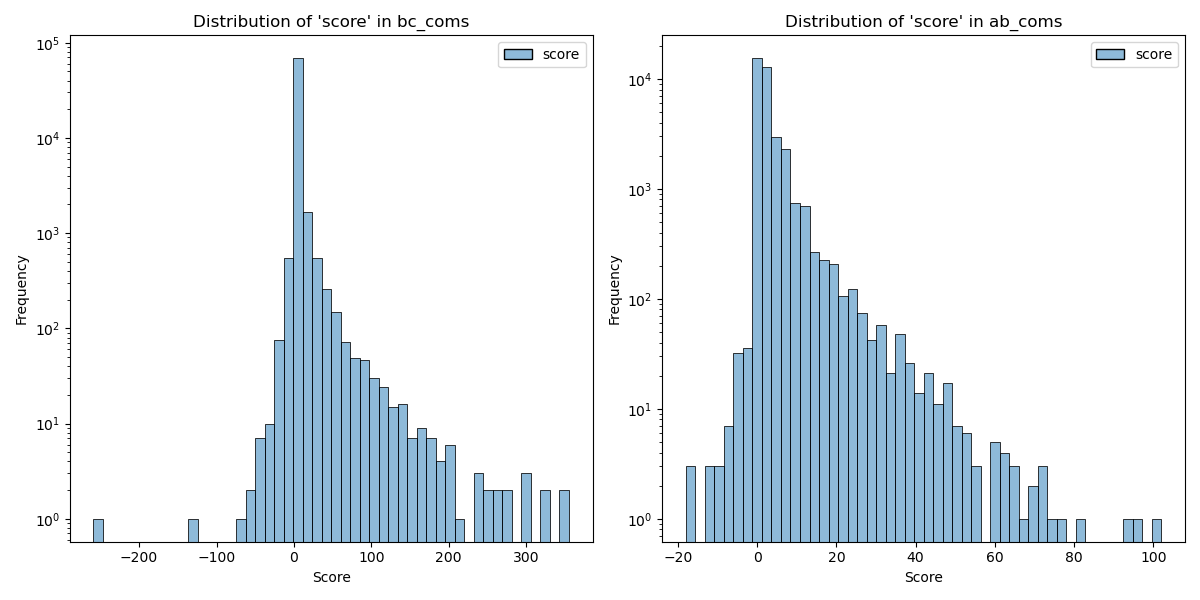 Distribution of 'score' in bc_coms
score
10^5
10^4
10^3
10^2
10^1
10^0
Frequency
−200 −100 0 100 200 300
Score
Distribution of 'score' in ab_coms
score
10^4
10^3
10^2
10^1
10^0
Frequency
−20 0 20 40 60 80 100
Score